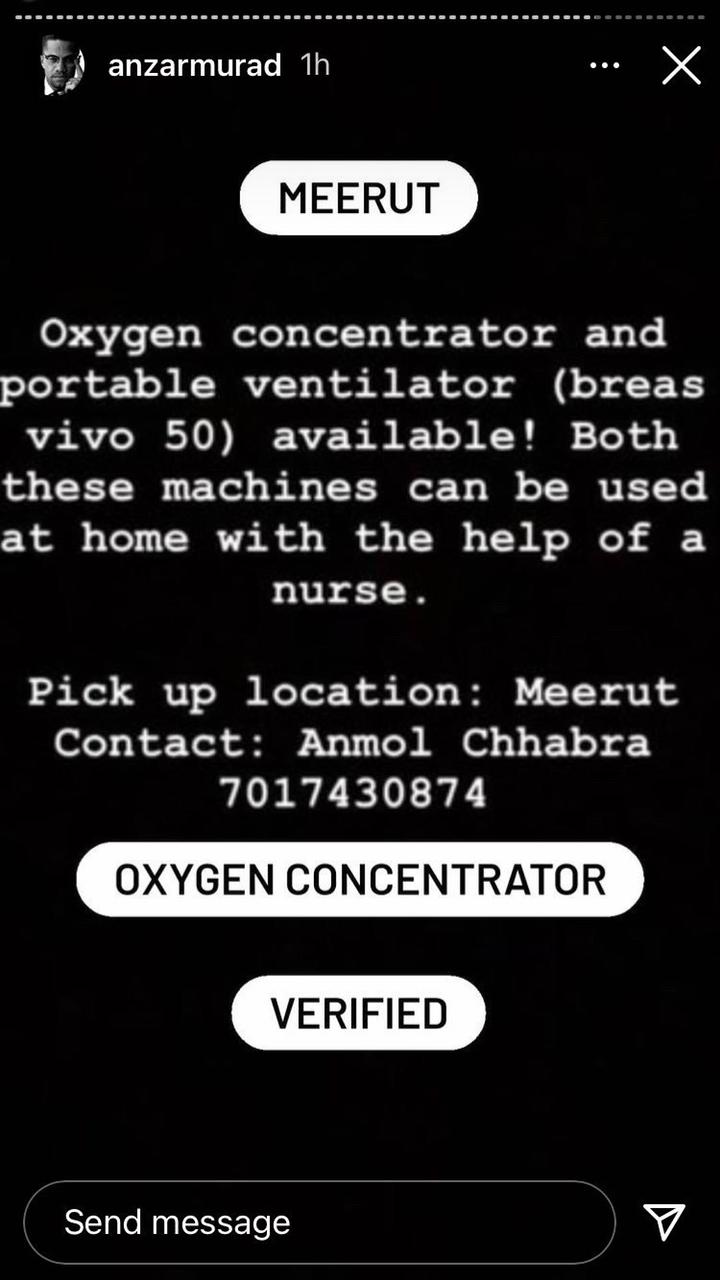 anzarmurad 1h
MEERUT
Oxygen concentrator and
portable ventilator (breas
vivo 50) available! Both
these machines can be used
at home with the help of a
nurse.
Pick up location: Meerut
Contact: Anmol Chhabra
7017430874
OXYGEN CONCENTRATOR
VERIFIED
Send message